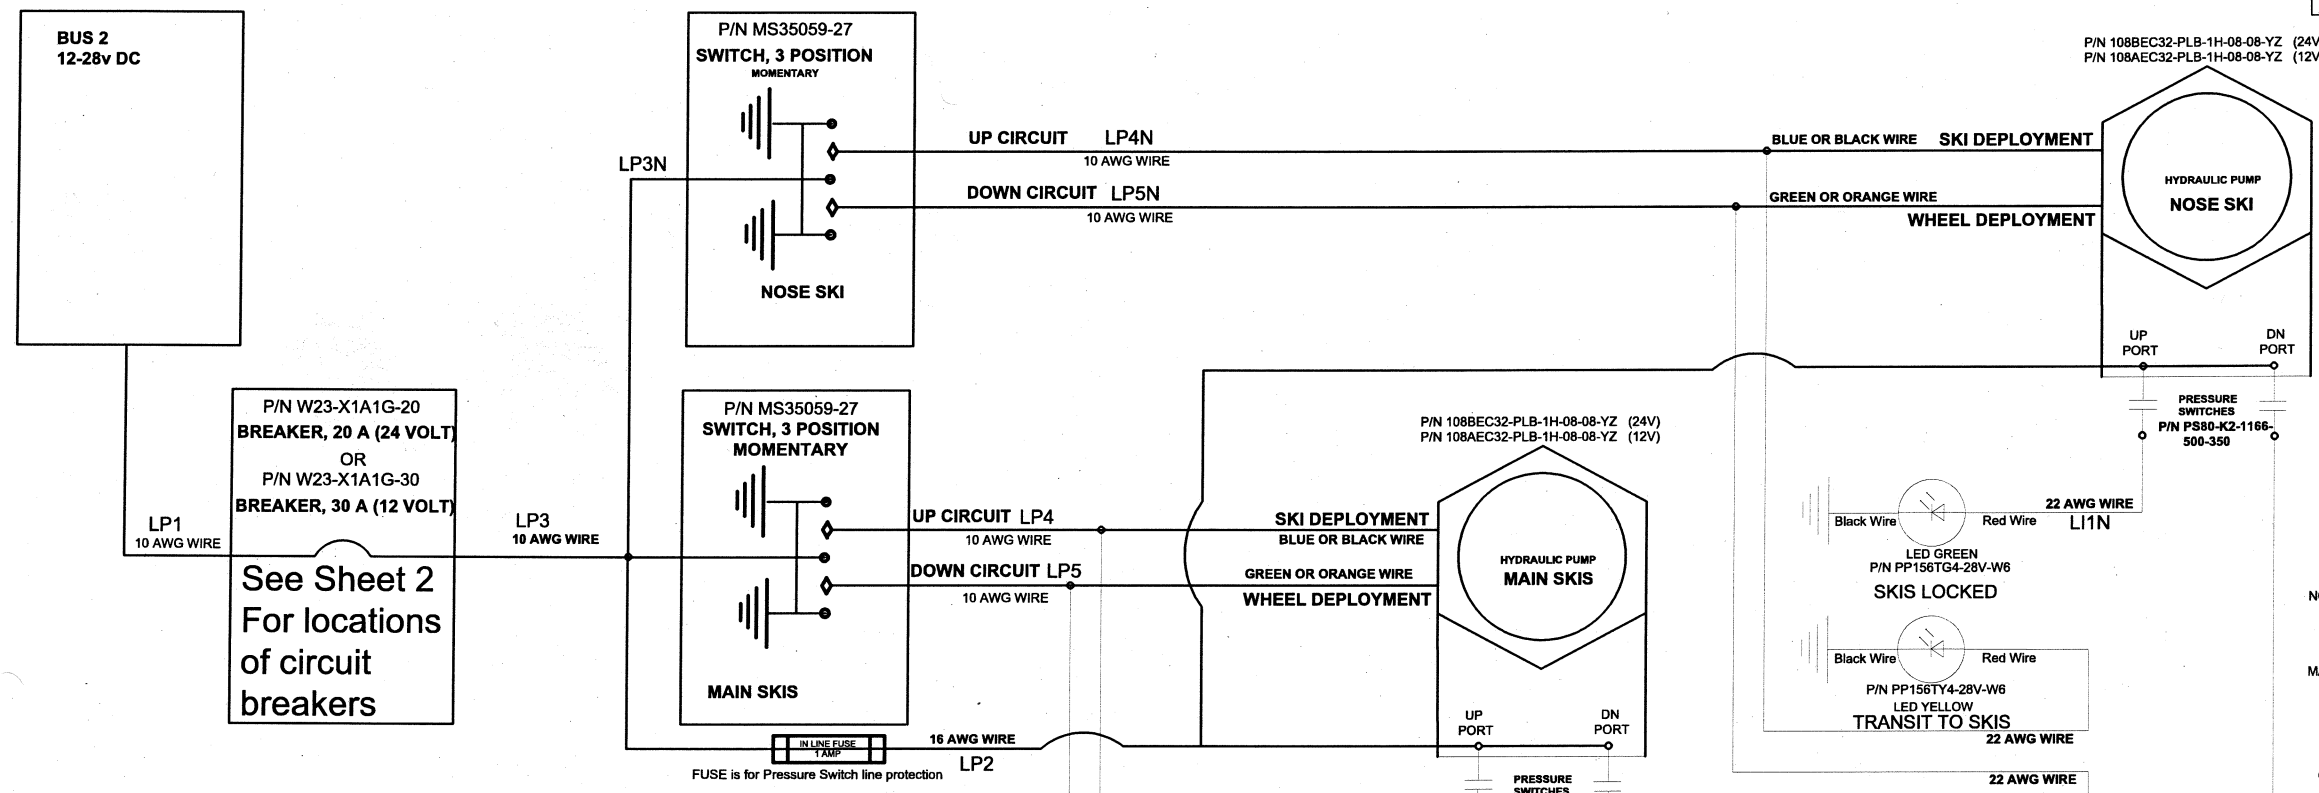 BUS 2
12-28v DC
P/N MS35059-27
SWITCH, 3 POSITION
MOMENTARY
LP3N
NOSE SKI
UP CIRCUIT LP4N
10 AWG WIRE
DOWN CIRCUIT LP5N
10 AWG WIRE
P/N 108BEC32-PLB-1H-08-08-YZ (24V
P/N 108AEC32-PLB-1H-08-08-YZ (12V
BLUE OR BLACK WIRE SKI DEPLOYMENT
GREEN OR ORANGE WIRE
WHEEL DEPLOYMENT
HYDRAULIC PUMP
NOSE SKI
UP
PORT
DN
PORT
PRESSURE
SWITCHES
P/N PS80-K2-1166-
500-350
P/N W23-X1A1G-20
BREAKER, 20 A (24 VOLT)
OR
P/N W23-X1A1G-30
BREAKER, 30 A (12 VOLT)
LP1
10 AWG WIRE
See Sheet 2
For locations
of circuit
breakers
LP3
10 AWG WIRE
P/N MS35059-27
SWITCH, 3 POSITION
MOMENTARY
MAIN SKIS
UP CIRCUIT LP4
10 AWG WIRE
DOWN CIRCUIT LP5
10 AWG WIRE
P/N 108BEC32-PLB-1H-08-08-YZ (24V)
P/N 108AEC32-PLB-1H-08-08-YZ (12V)
SKI DEPLOYMENT
BLUE OR BLACK WIRE
GREEN OR ORANGE WIRE
WHEEL DEPLOYMENT
HYDRAULIC PUMP
MAIN SKIS
UP
PORT
DN
PORT
PRESSURE
SWITCHES
IN LINE FUSE
1 AMP
16 AWG WIRE
LP2
FUSE is for Pressure Switch line protection
22 AWG WIRE
LI1N
Black Wire
Red Wire
LED GREEN
P/N PP156TG4-28V-W6
SKIS LOCKED
Black Wire
Red Wire
P/N PP156TY4-28V-W6
LED YELLOW
TRANSIT TO SKIS
22 AWG WIRE
22 AWG WIRE